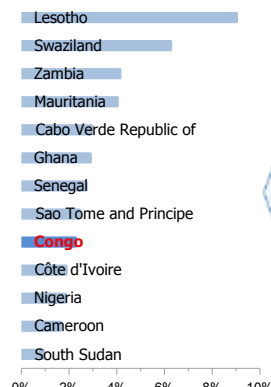 Lesotho
Swaziland
Zambia
Mauritania
Cabo Verde Republic of
Ghana
Senegal
Sao Tome and Principe
Congo
Côte d'Ivoire
Nigeria
Cameroon
South Sudan
0% 2% 4% 6% 8% 10%